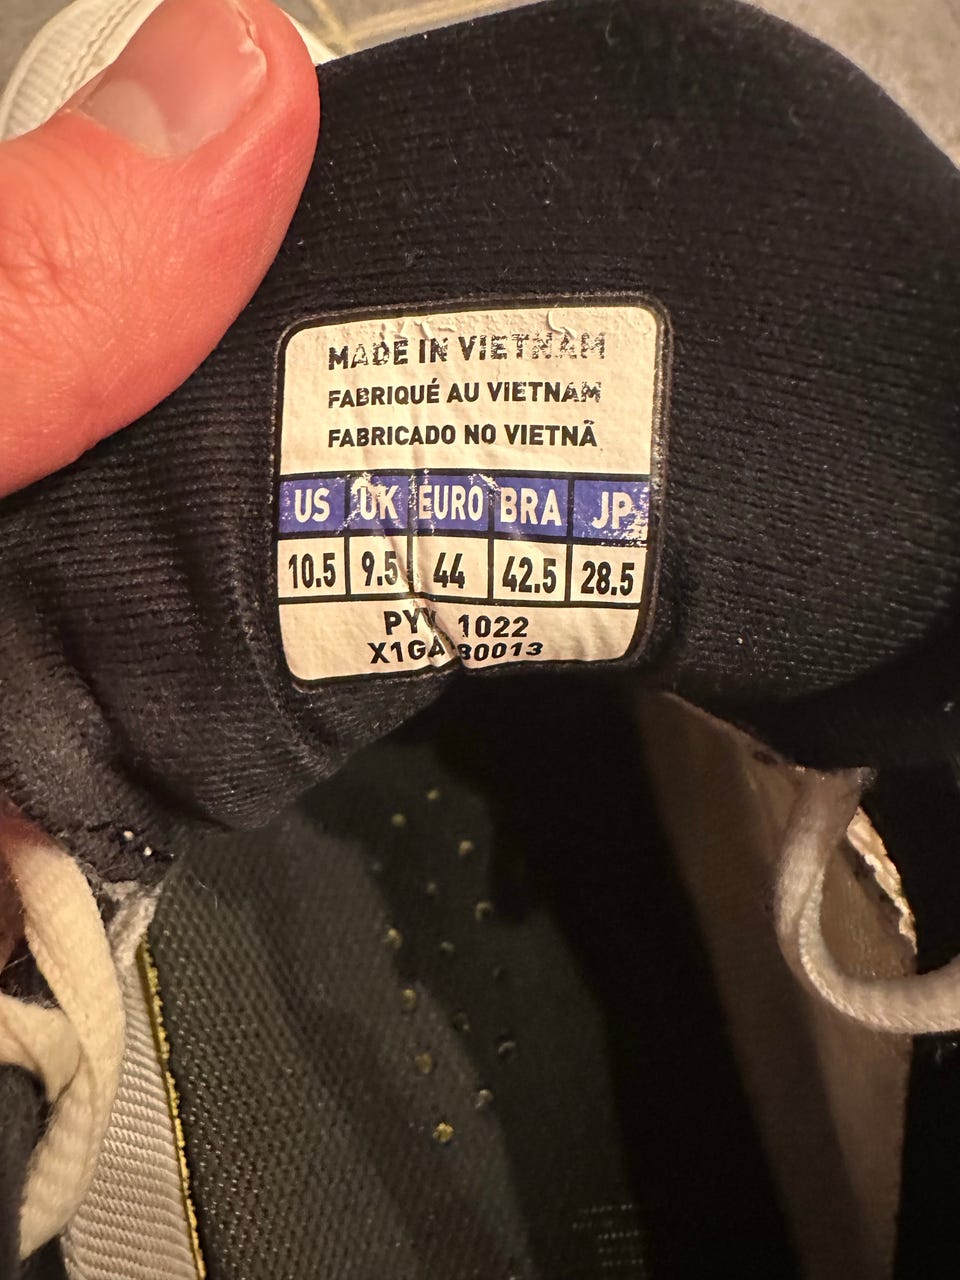 MADE IN VIETNAM
FABRIQUÉ AU VIETNAM
FABRICADO NO VIETNÃ
US UK EURO BRA JP
10.5 9.5 44 42.5 28.5
1022